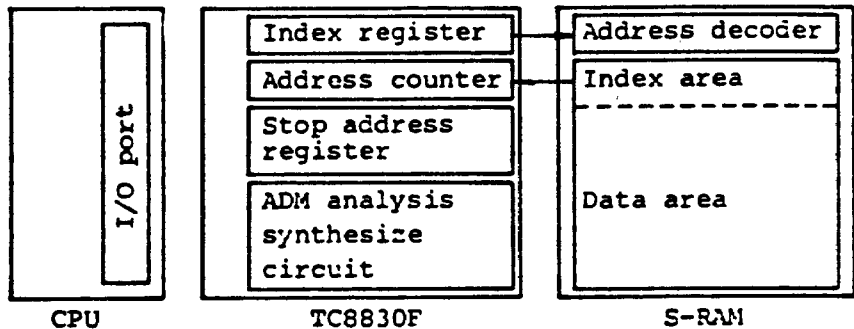 I/O port
CPU
Index register
Address counter
Stop address
register
ADM analysis
synthesize
circuit
TC8830F
Address decoder
Index area
Data area
S-RAM